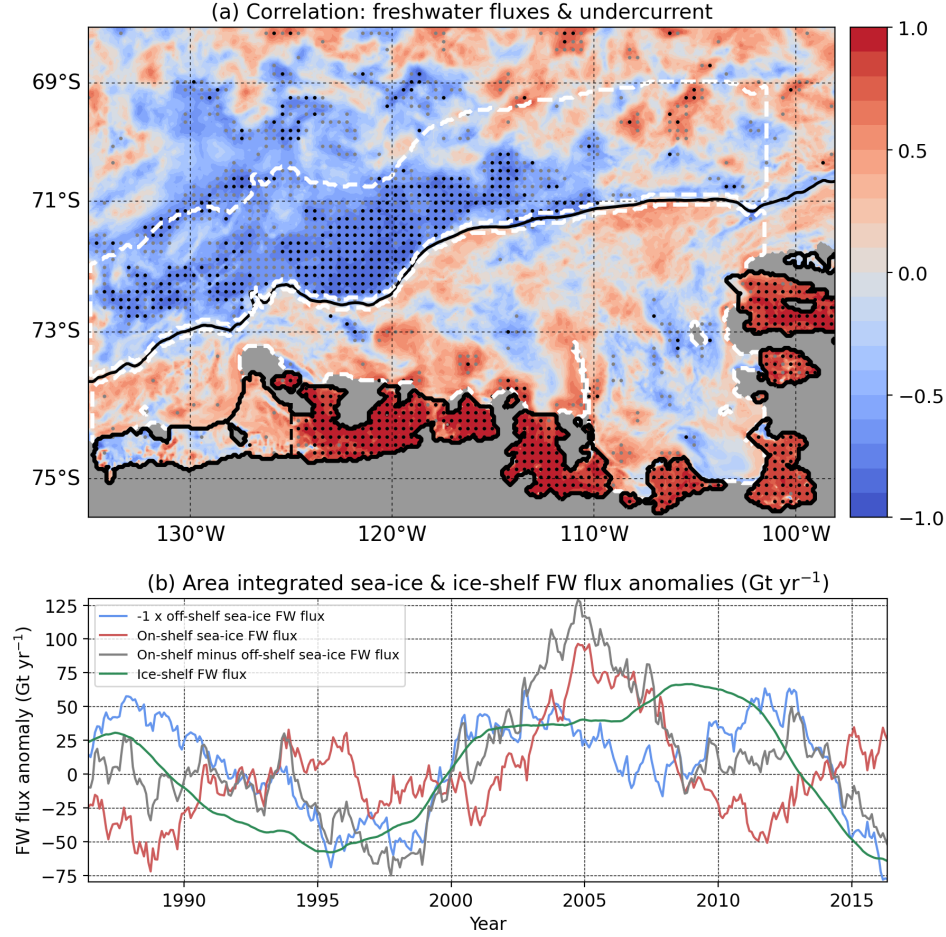 (a) Correlation: freshwater fluxes & undercurrent
69°S
71°S
73°S
75°S
130°W 120°W 110°W 100°W
1.0
0.5
0.0
−0.5
−1.0
(b) Area integrated sea-ice & ice-shelf FW flux anomalies (Gt yr⁻¹)
FW flux anomaly (Gt yr⁻¹)
125
100
75
50
25
0
−25
−50
−75
-1 x off-shelf sea-ice FW flux
On-shelf sea-ice FW flux
On-shelf minus off-shelf sea-ice FW flux
Ice-shelf FW flux
1990 1995 2000 2005 2010 2015
Year